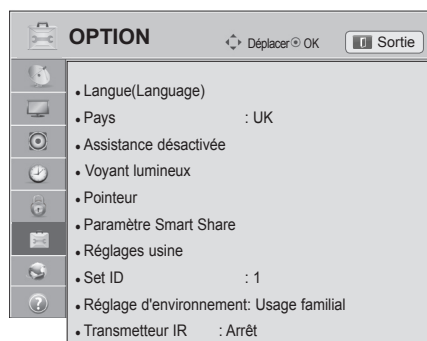 OPTION
Déplacer OK
Sortie
• Langue(Language)
• Pays : UK
• Assistance désactivée
• Voyant lumineux
• Pointeur
• Paramètre Smart Share
• Réglages usine
• Set ID : 1
• Réglage d'environnement: Usage familial
• Transmetteur IR : Arrêt